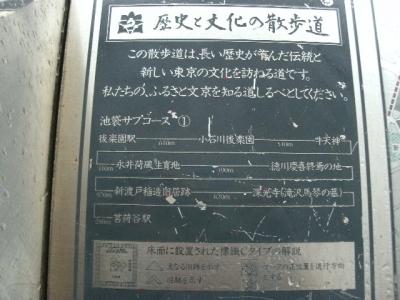 歴史と文化の散歩道
この散歩道は、長い歴史が育んだ伝統と
新しい東京の文化を訪ねる道です。
私たちの、ふるさと文京を知る道しるべとしてください。
池袋サブコース①
後楽園駅 小石川後楽園 牛天神
永井荷風生育地 徳川慶喜終焉の地
新渡戸稲造旧居跡 深光寺(滝沢馬琴の墓)
茗荷谷駅
床面に設置された標識Cタイプの解説